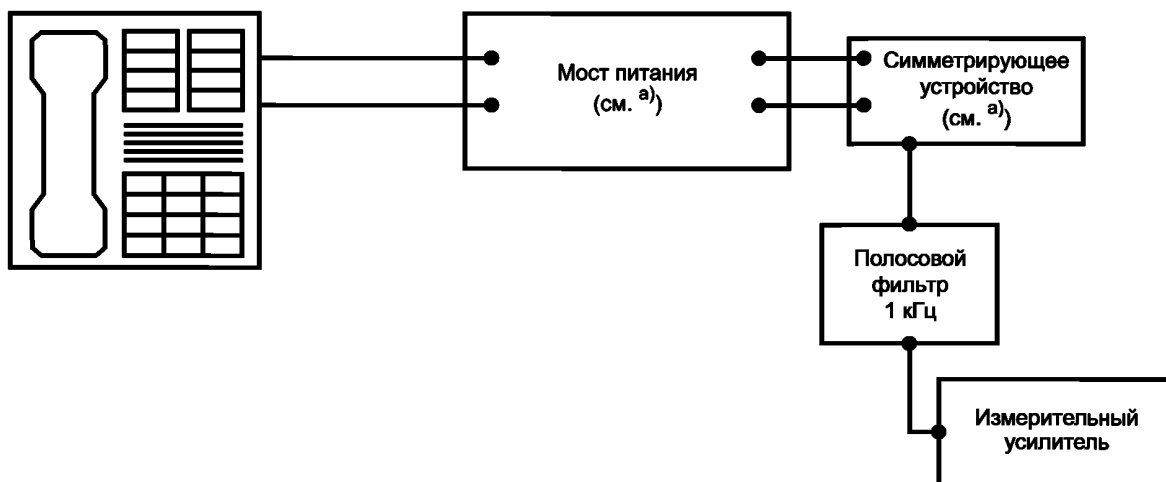 Мост питания
(см. а))
Симметрирующее
устройство
(см. а))
Полосовой
фильтр
1 кГц
Измерительный
усилитель